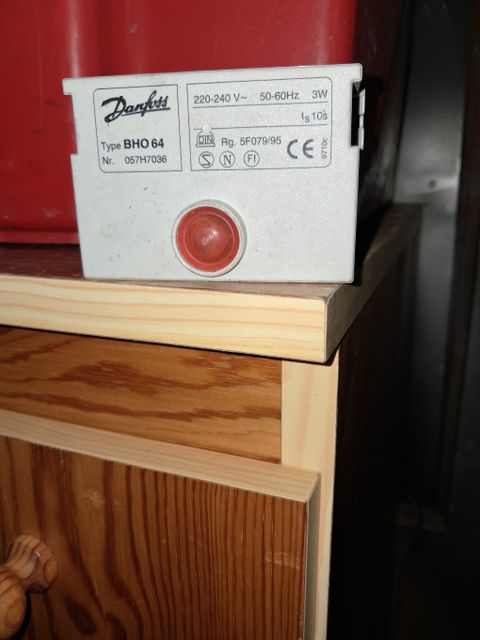 Danfoss
Type BHO 64
Nr. 057H7036
220-240 V~ 50-60Hz 3W
ts 10s
DIN Rg. 5F079/95
S N FI CE
9710c